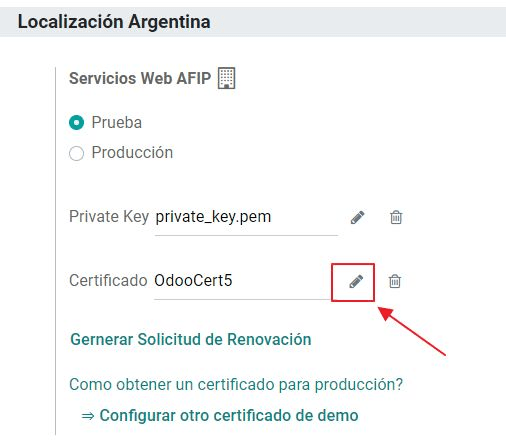 Localización Argentina
Servicios Web AFIP
Prueba
Producción
Private Key private_key.pem
Certificado OdooCert5
Gernerar Solicitud de Renovación
Como obtener un certificado para producción?
⇒ Configurar otro certificado de demo